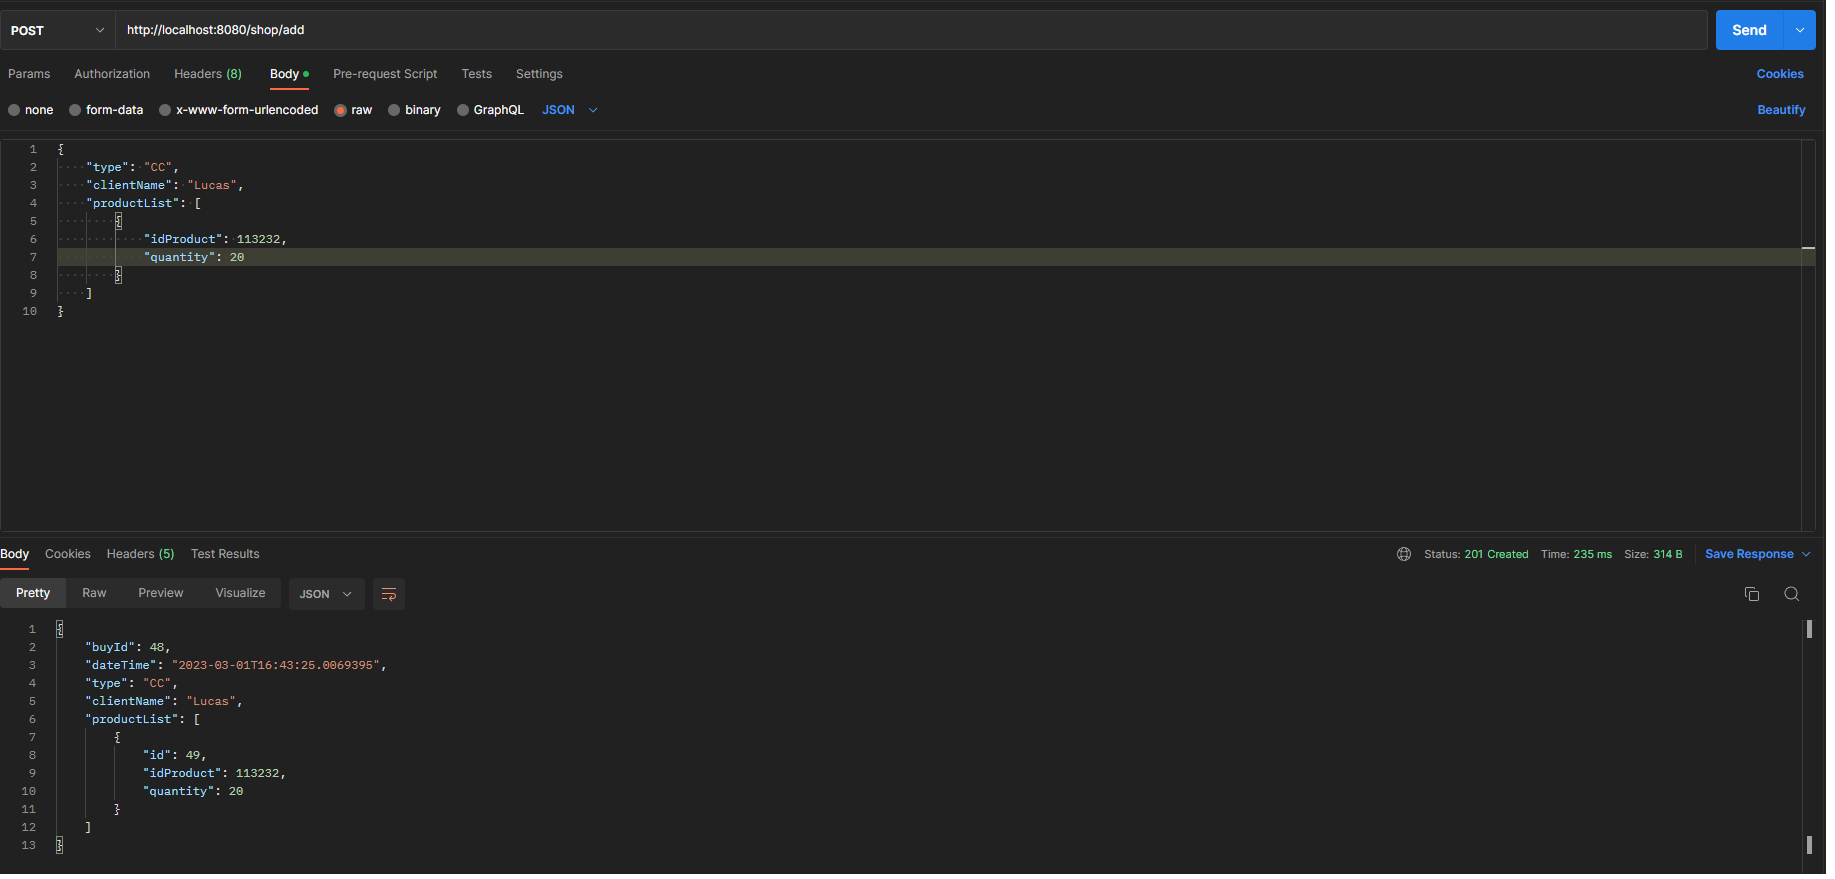 POST http://localhost:8080/shop/add Send
Params Authorization Headers (8) Body Pre-request Script Tests Settings Cookies
none form-data x-www-form-urlencoded raw binary GraphQL JSON Beautify
1 {
2 "type": "CC",
3 "clientName": "Lucas",
4 "productList": [
5 {
6 "idProduct": 113232,
7 "quantity": 20
8 }
9 ]
10 }
Body Cookies Headers (5) Test Results Status: 201 Created Time: 235 ms Size: 314 B Save Response
Pretty Raw Preview Visualize JSON
1 {
2 "buyId": 48,
3 "dateTime": "2023-03-01T16:43:25.0069395",
4 "type": "CC",
5 "clientName": "Lucas",
6 "productList": [
7 {
8 "id": 49,
9 "idProduct": 113232,
10 "quantity": 20
11 }
12 ]
13 }